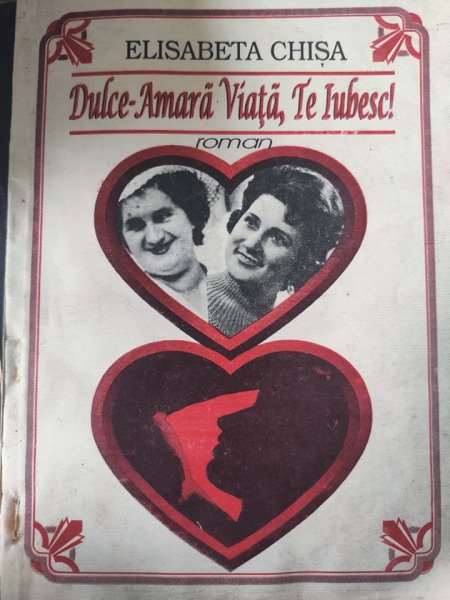 ELISABETA CHIȘA
Dulce-Amară Viață, Te Iubesc!
roman